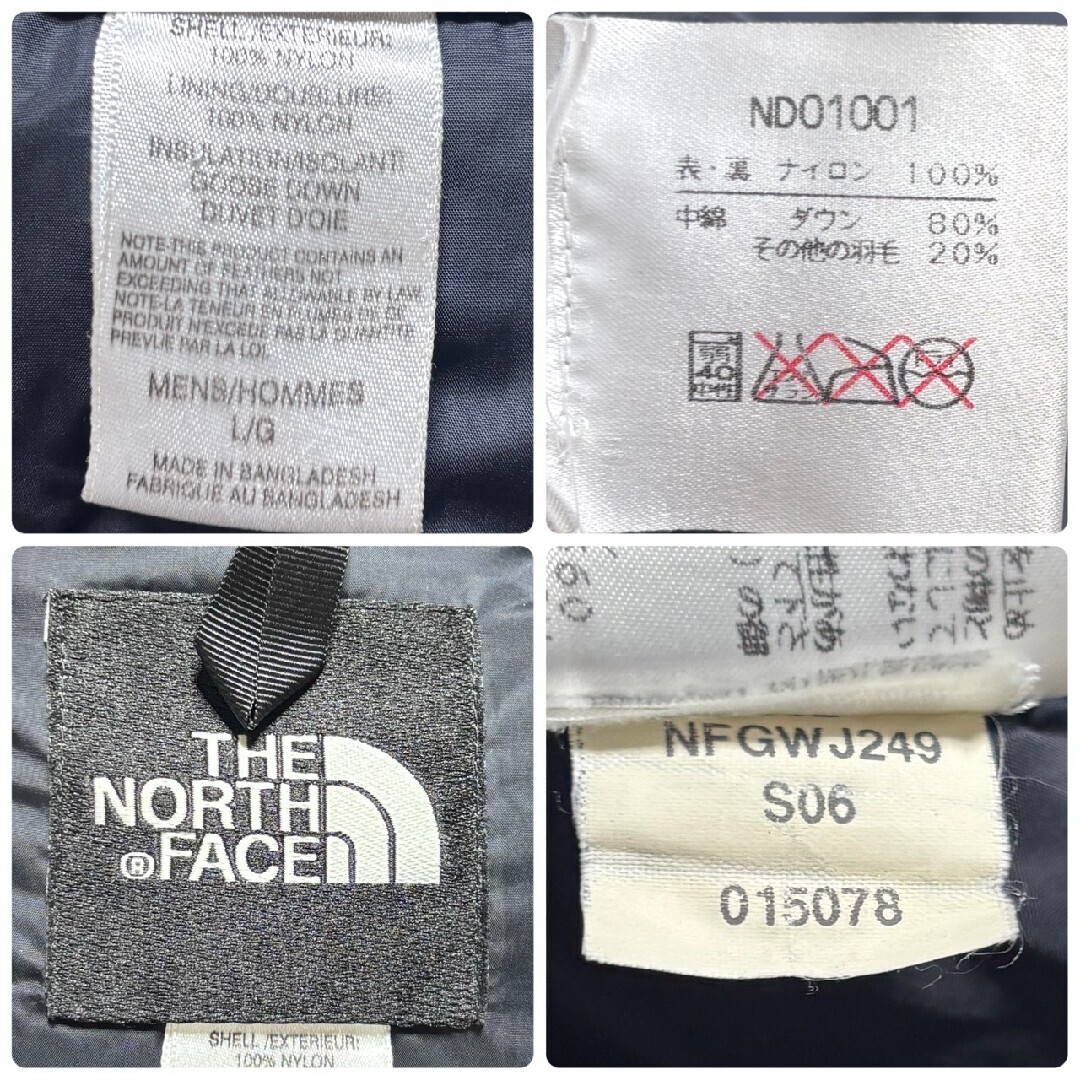 SHELL/EXTERIEUR:
100% NYLON
LINING/DOUBLURE:
100% NYLON
INSULATION/ISOLANT:
GOOSE DOWN
DUVET D'OIE
NOTE-THIS PRODUCT CONTAINS AN
AMOUNT OF FEATHERS NOT
EXCEEDING THAT ALLOWABLE BY LAW.
NOTE-LA TENEUR EN PLUMES DE CE
PRODUIT N'EXCEDE PAS LA QUANTITE
PREVUE PAR LA LOI.
MENS/HOMMES
L/G
MADE IN BANGLADESH
FABRIQUE AU BANGLADESH
ND01001
表・裏 ナイロン 100%
中綿 ダウン 80%
その他の羽毛 20%
弱
40
中性
THE
NORTH
® FACE
SHELL/EXTERIEUR:
100% NYLON
NFGWJ249
S06
015078